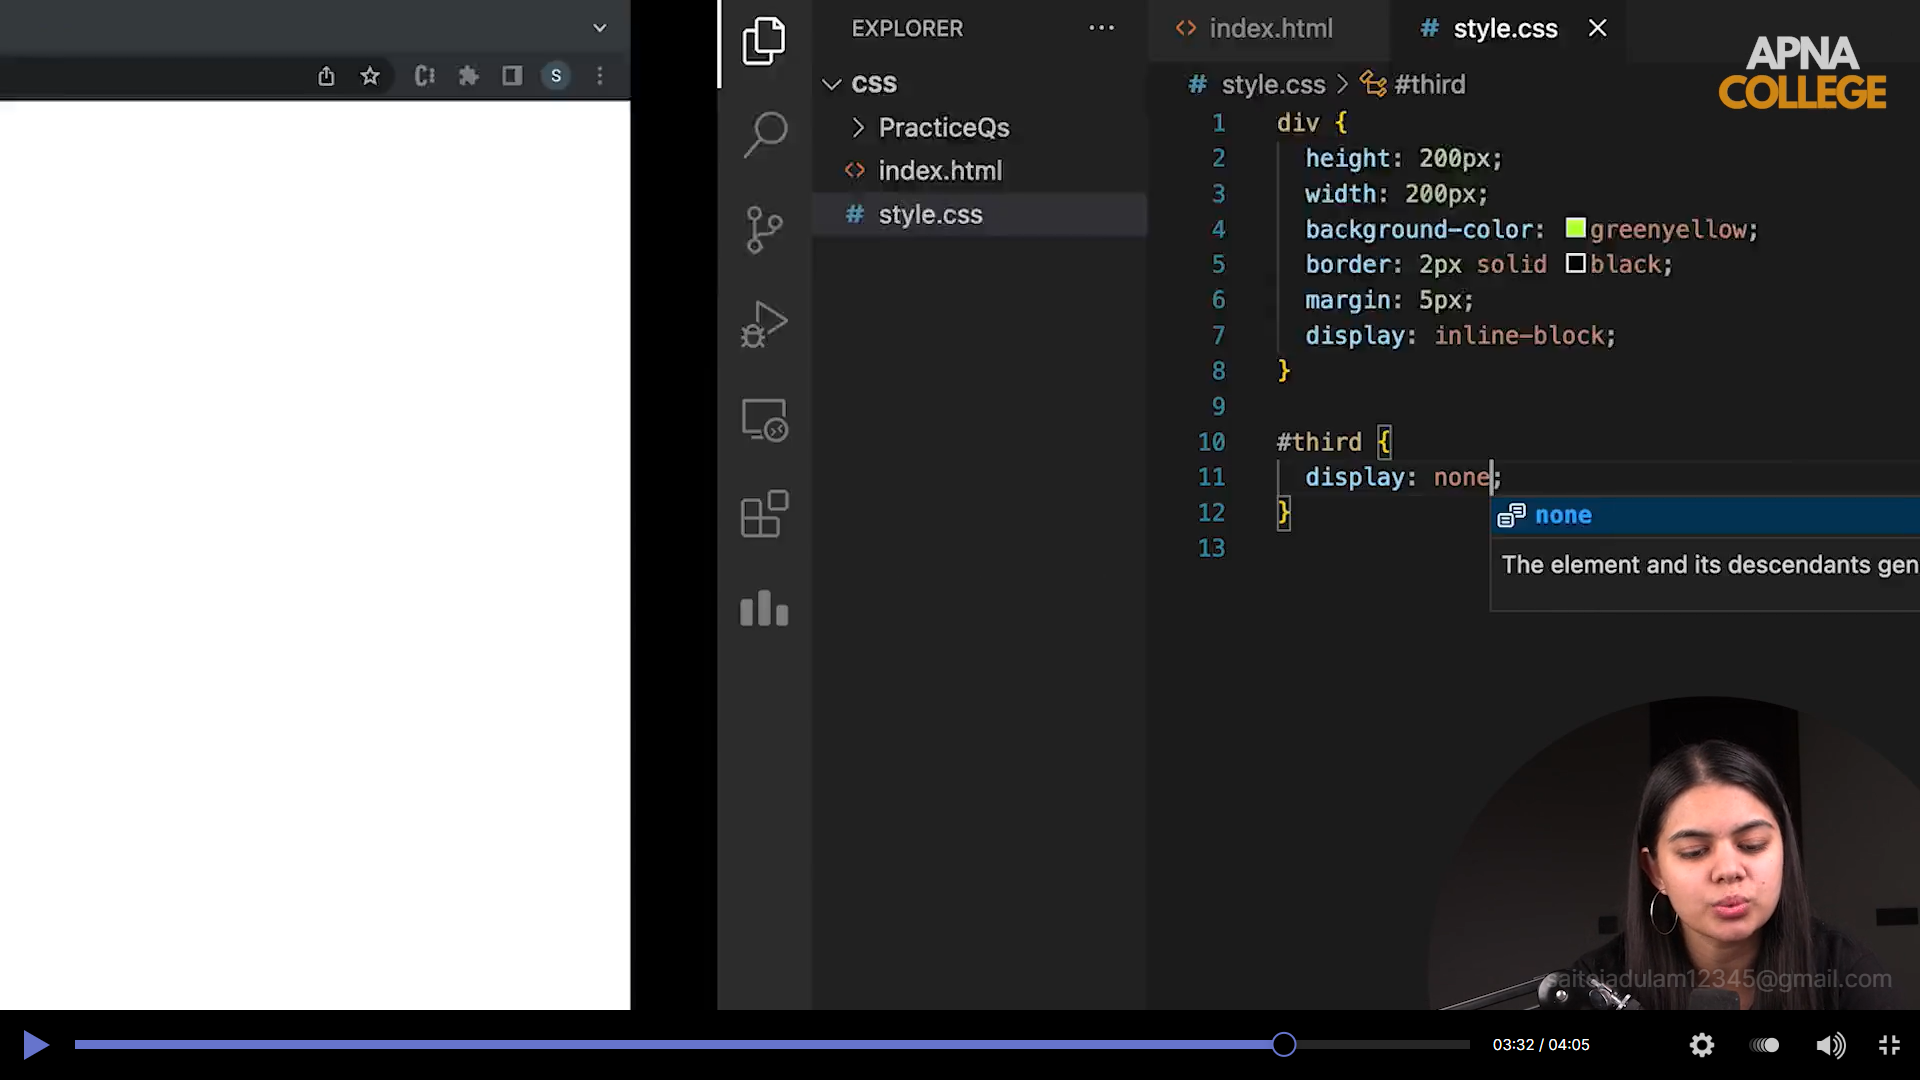 S
EXPLORER
CSS
PracticeQs
index.html
style.css
index.html
style.css
style.css > #third
1 div {
2 height: 200px;
3 width: 200px;
4 background-color: greenyellow;
5 border: 2px solid black;
6 margin: 5px;
7 display: inline-block;
8 }
9
10 #third {
11 display: none;
12 }
13
none
The element and its descendants gen
APNA
COLLEGE
saitejadulam12345@gmail.com
03:32 / 04:05